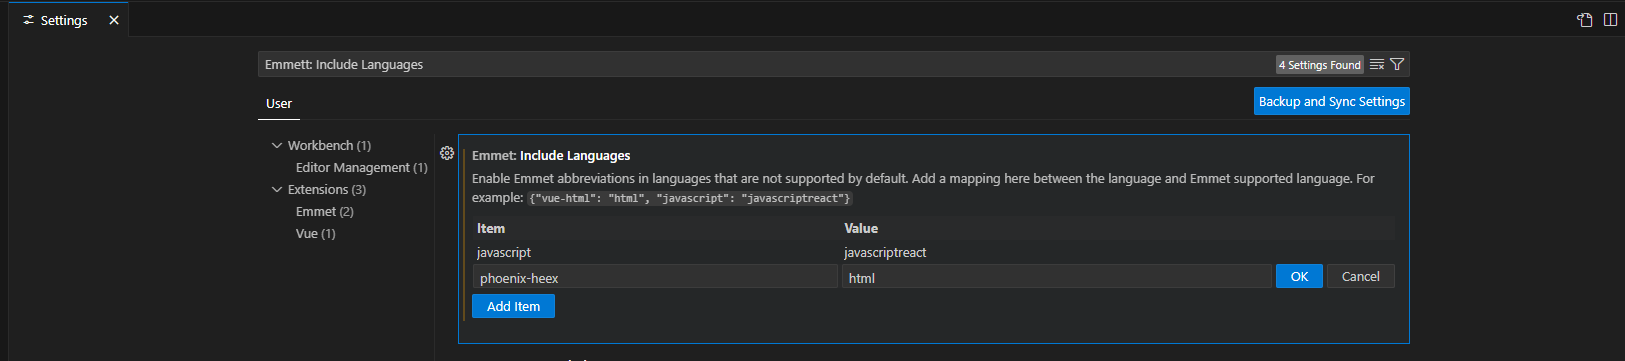 Settings
Emmett: Include Languages
4 Settings Found
User
Backup and Sync Settings
Workbench (1)
Editor Management (1)
Extensions (3)
Emmet (2)
Vue (1)
Emmet: Include Languages
Enable Emmet abbreviations in languages that are not supported by default. Add a mapping here between the language and Emmet supported language. For
example: {"vue-html": "html", "javascript": "javascriptreact"}
Item Value
javascript javascriptreact
phoenix-heex html OK Cancel
Add Item